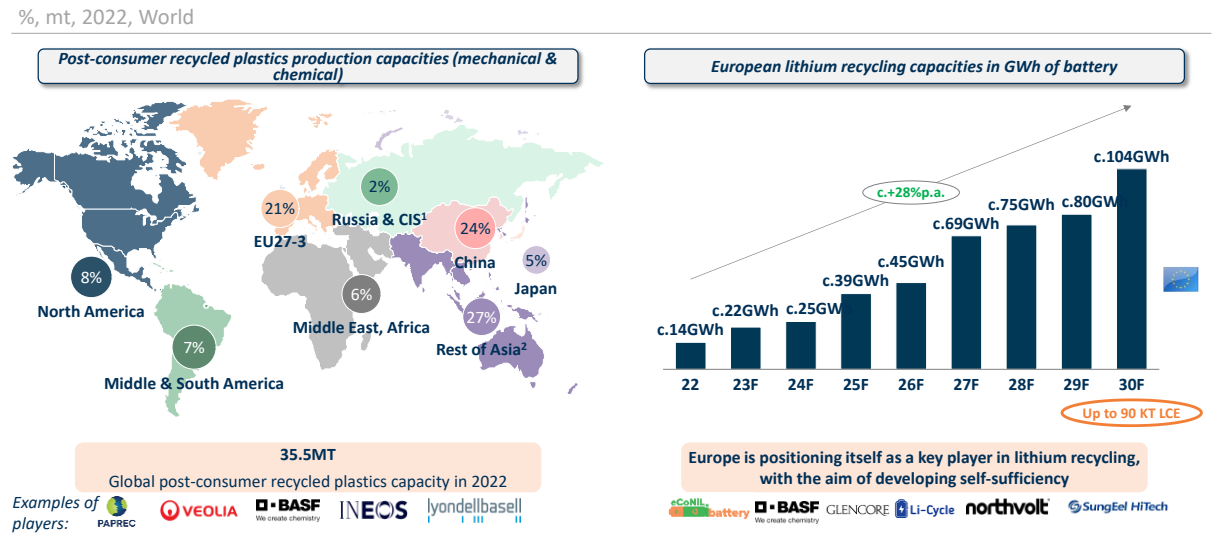 %, mt, 2022, World
Post-consumer recycled plastics production capacities (mechanical &
chemical)
2%
21%
Russia & CIS¹
24%
EU27-3
China
5%
8%
Japan
6%
North America
27%
Middle East, Africa
7%
Rest of Asia²
Middle & South America
35.5MT
Global post-consumer recycled plastics capacity in 2022
Examples of
players:
PAPREC
VEOLIA
BASF
We create chemistry
INEOS
lyondellbasell
European lithium recycling capacities in GWh of battery
c.+28%p.a.
c.14GWh
c.22GWh
c.25GWh
c.39GWh
c.45GWh
c.69GWh
c.75GWh
c.80GWh
c.104GWh
22 23F 24F 25F 26F 27F 28F 29F 30F
Up to 90 KT LCE
Europe is positioning itself as a key player in lithium recycling,
with the aim of developing self-sufficiency
eCoNiL
battery
BASF
We create chemistry
GLENCORE
Li-Cycle
northvolt
SungEel HiTech